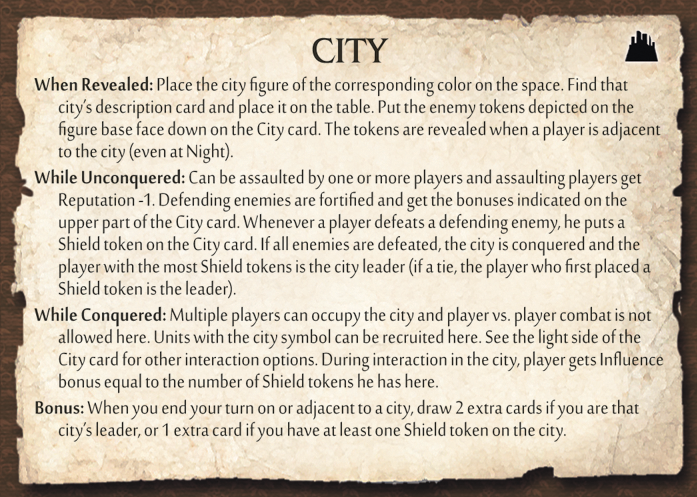 CITY
When Revealed: Place the city figure of the corresponding color on the space. Find that
city's description card and place it on the table. Put the enemy tokens depicted on the
figure base face down on the City card. The tokens are revealed when a player is adjacent
to the city (even at Night).
While Unconquered: Can be assaulted by one or more players and assaulting players get
Reputation -1. Defending enemies are fortified and get the bonuses indicated on the
upper part of the City card. Whenever a player defeats a defending enemy, he puts a
Shield token on the City card. If all enemies are defeated, the city is conquered and the
player with the most Shield tokens is the city leader (if a tie, the player who first placed a
Shield token is the leader).
While Conquered: Multiple players can occupy the city and player vs. player combat is not
allowed here. Units with the city symbol can be recruited here. See the light side of the
City card for other interaction options. During interaction in the city, player gets Influence
bonus equal to the number of Shield tokens he has here.
Bonus: When you end your turn on or adjacent to a city, draw 2 extra cards if you are that
city's leader, or 1 extra card if you have at least one Shield token on the city.